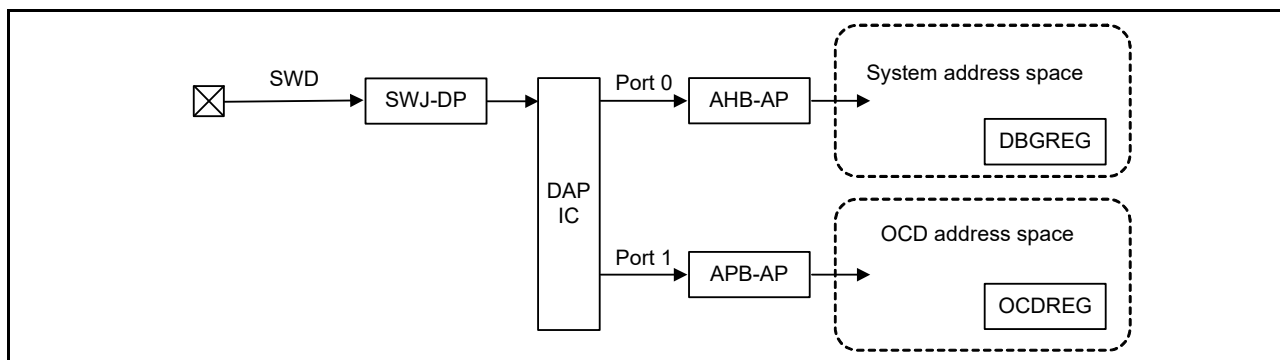 SWD
SWJ-DP
DAP
IC
Port 0
AHB-AP
System address space
DBGREG
Port 1
APB-AP
OCD address space
OCDREG